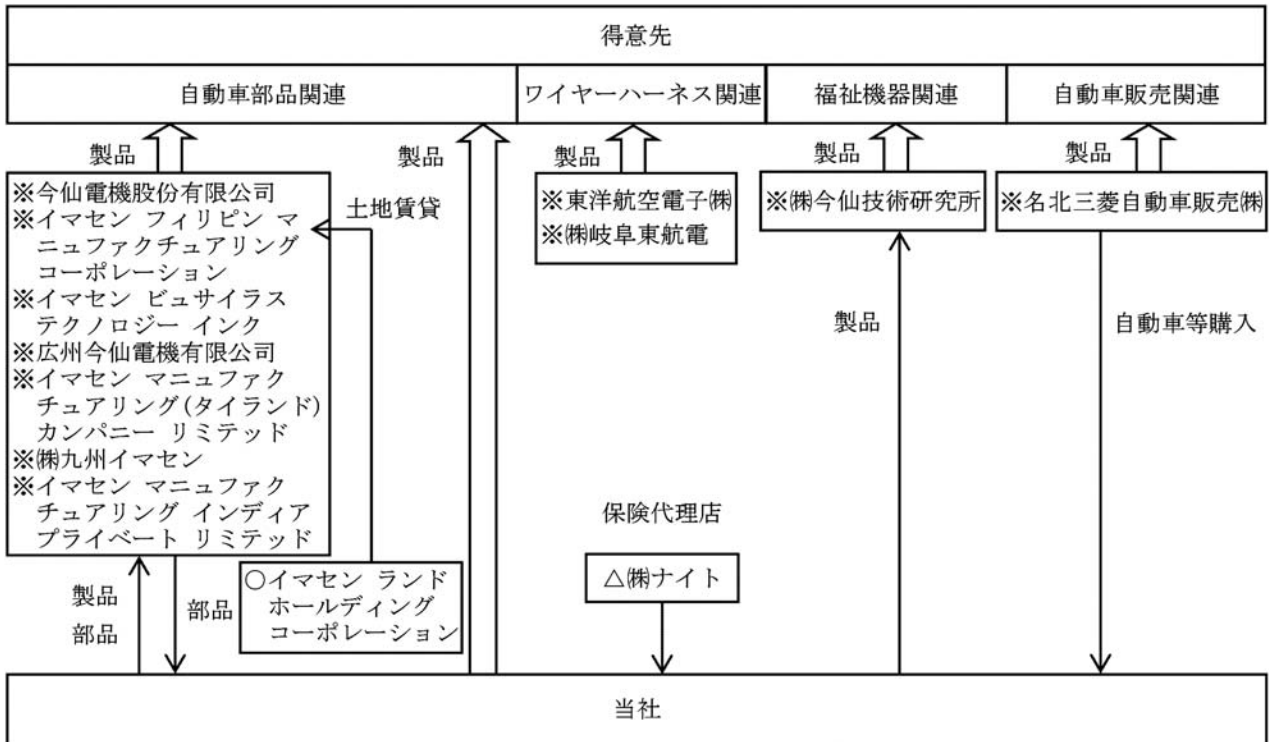 得意先
自動車部品関連
ワイヤーハーネス関連
福祉機器関連
自動車販売関連
製品
製品
製品
製品
製品
※今仙電機股份有限公司
※イマセン フィリピン マ
ニュファクチュアリング
コーポレーション
※イマセン ビュサイラス
テクノロジー インク
※広州今仙電機有限公司
※イマセン マニュファク
チュアリング(タイランド)
カンパニー リミテッド
※㈱九州イマセン
※イマセン マニュファク
チュアリング インディア
プライベート リミテッド
土地賃貸
※東洋航空電子㈱
※㈱岐阜東航電
※㈱今仙技術研究所
※名北三菱自動車販売㈱
製品
自動車等購入
保険代理店
△㈱ナイト
製品
部品
部品
○イマセン ランド
ホールディング
コーポレーション
当社